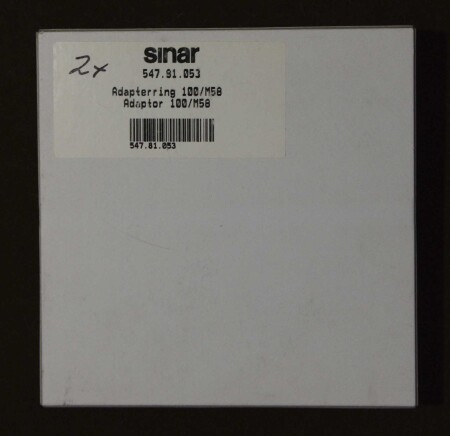 2x
sinar
547.81.053
Adapterring 100/M58
Adaptor 100/M58
547.81.053